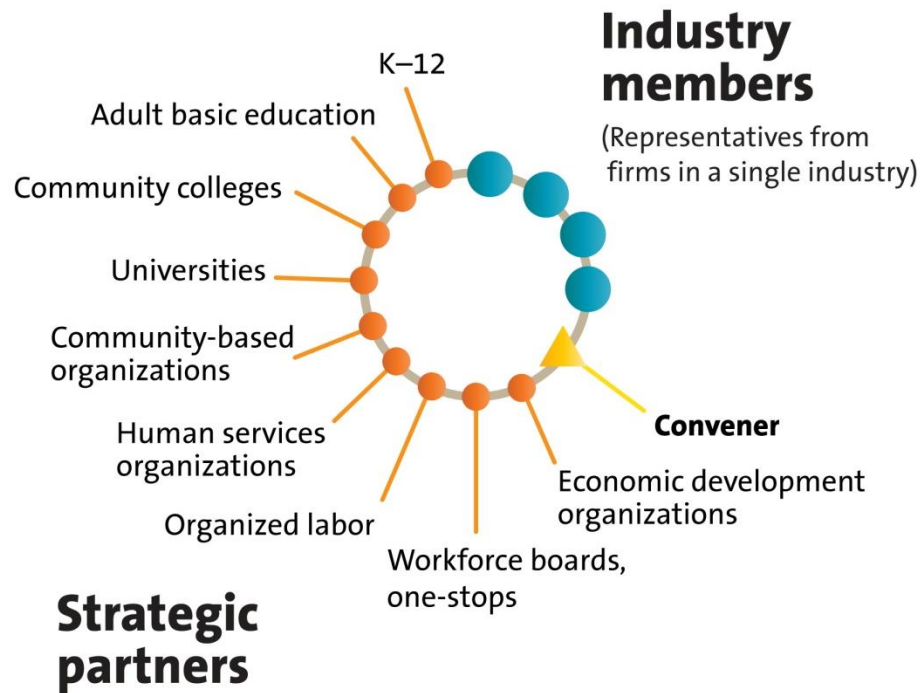 Industry
members
(Representatives from
firms in a single industry)
K–12
Adult basic education
Community colleges
Universities
Community-based
organizations
Human services
organizations
Organized labor
Workforce boards,
one-stops
Economic development
organizations
Convener
Strategic
partners